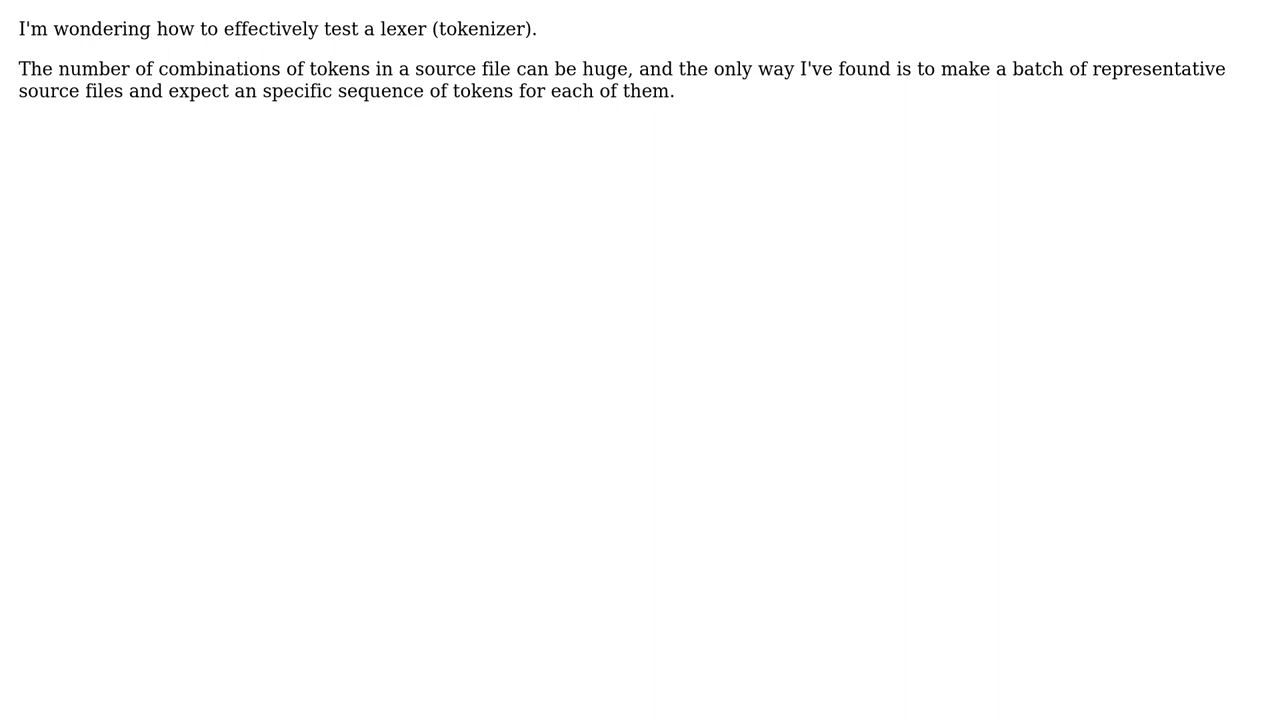 I'm wondering how to effectively test a lexer (tokenizer).
The number of combinations of tokens in a source file can be huge, and the only way I've found is to make a batch of representative
source files and expect an specific sequence of tokens for each of them.